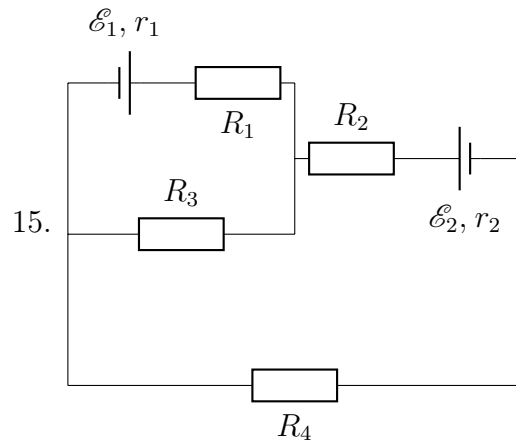 ℰ₁, r₁
R₁
R₂
R₃
15.
ℰ₂, r₂
R₄